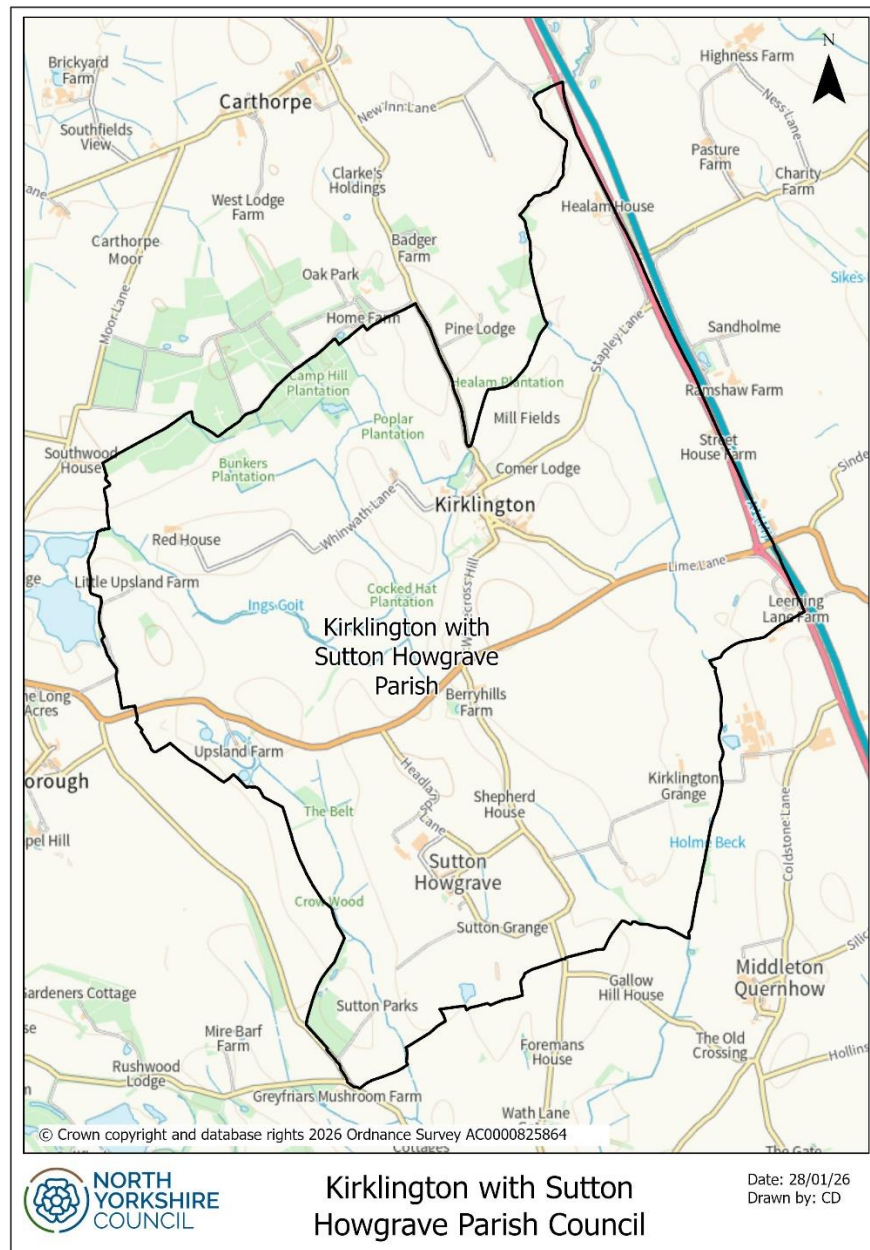 N
Highness Farm
Brickyard
Farm
Carthorpe
New Inn Lane
Ness Lane
Southfields
View
Pasture
Farm
Clarke's
Holdings
Charity
Farm
West Lodge
Farm
Healam House
Carthorpe
Moor
Badger
Farm
Oak Park
Moor Lane
Home Farm
Pine Lodge
Stapley Lane
Sandholme
Camp Hill
Plantation
Healam Plantation
Ramshaw Farm
Poplar
Plantation
Mill Fields
Southwood
House
Street
House Farm
Bunkers
Plantation
Comer Lodge
Kirklington
Whinwath Lane
A1(M)
Red House
Lime Lane
Little Upsland Farm
Cocked Hat
Plantation
Leeming
Lane Farm
Ings Goit
Kirklington with
Sutton Howgrave
Parish
Berryhills
Farm
Acres
Upsland Farm
Kirklington
Grange
Shepherd
House
Lane
The Belt
Holme Beck
Coldstone Lane
Sutton
Howgrave
Crow Wood
Sutton Grange
Middleton
Quernhow
Gallow
Hill House
Sutton Parks
Mire Barf
Farm
The Old
Crossing
Foremans
House
Rushwood
Lodge
Greyfriars Mushroom Farm
Wath Lane
© Crown copyright and database rights 2026 Ordnance Survey AC0000825864
NORTH
YORKSHIRE
COUNCIL
Kirklington with Sutton
Howgrave Parish Council
Date: 28/01/26
Drawn by: CD